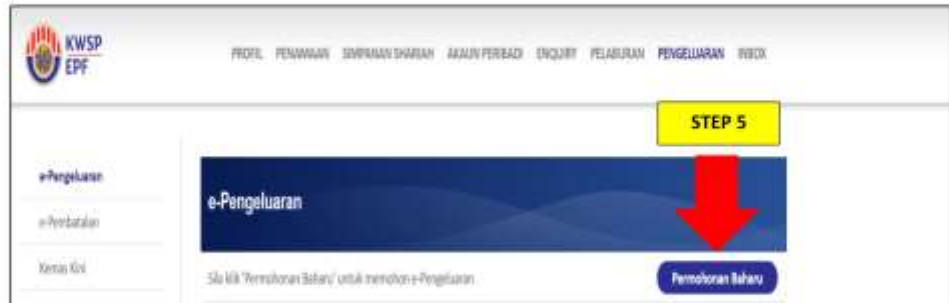 KWSP
EPF
PROFIL PENAMAAN SIMPANAN SHARIAH AKAUN PERIBADI ENQUIRY PELABURAN PENGELUARAN INBOX
STEP 5
e-Pengeluaran
e-Pengeluaran
e-Pembatalan
Kemas Kini
Sila klik 'Permohonan Baharu' untuk memohon e-Pengeluaran
Permohonan Baharu